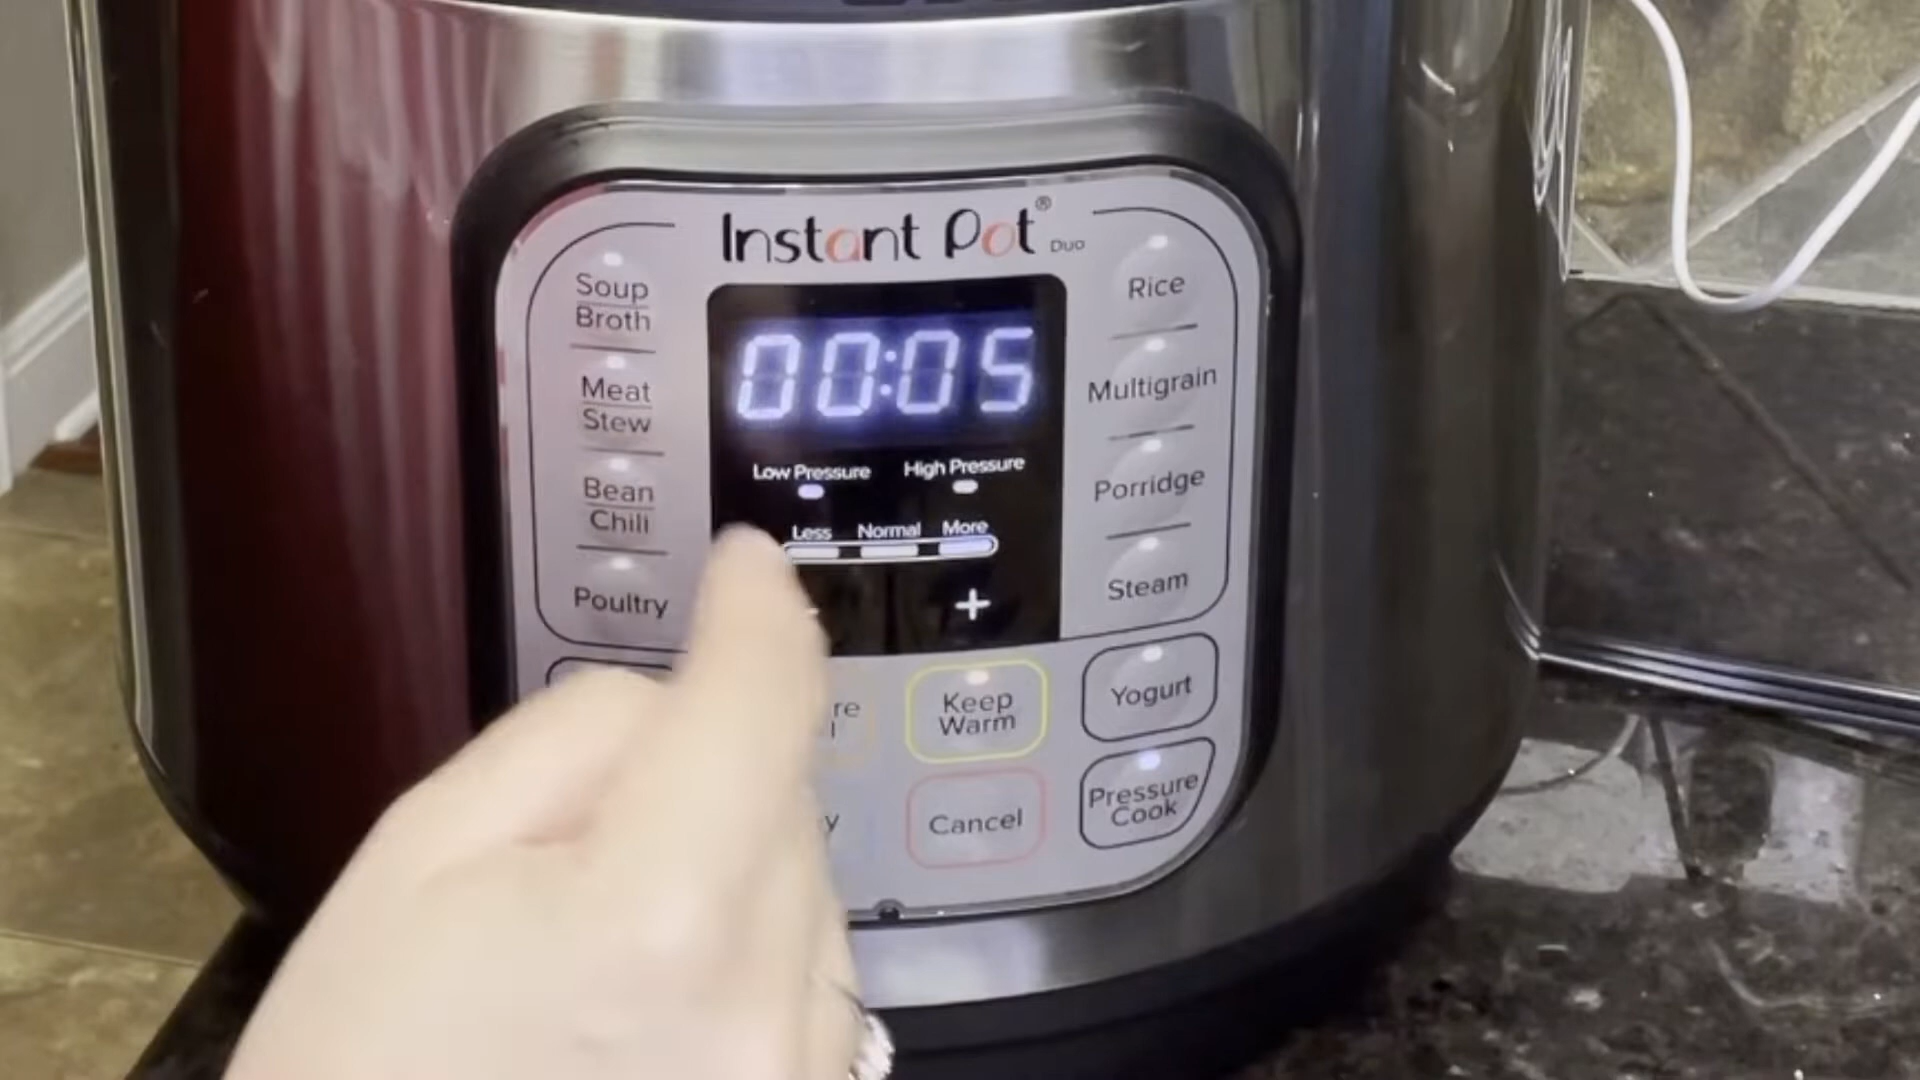 Instant Pot® Duo
Soup
Broth
Meat
Stew
Bean
Chili
Poultry
00:05
Low Pressure
High Pressure
Less
Normal
More
+
Rice
Multigrain
Porridge
Steam
re
l
Keep
Warm
Yogurt
y
Cancel
Pressure
Cook